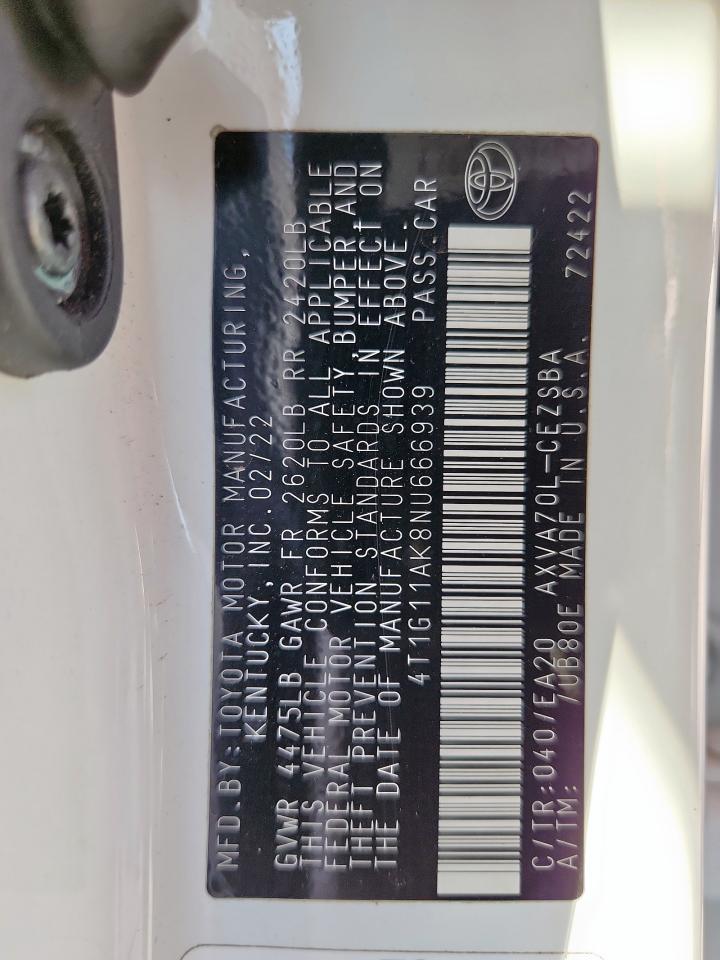 MFD.BY:TOYOTA MOTOR MANUFACTURING,
KENTUCKY,INC.02/22
GVWR 4475LB GAWR FR 2620LB RR 2420LB
THIS VEHICLE CONFORMS TO ALL APPLICABLE
FEDERAL MOTOR VEHICLE SAFETY,BUMPER,AND
THEFT PREVENTION STANDARDS IN EFFECT ON
THE DATE OF MANUFACTURE SHOWN ABOVE.
4T1G11AK8NU666939 PASS.CAR
C/IR:040/EA20 AXVA70L-CEZSBA
A/TM: /UB80E MADE IN U.S.A. 72422